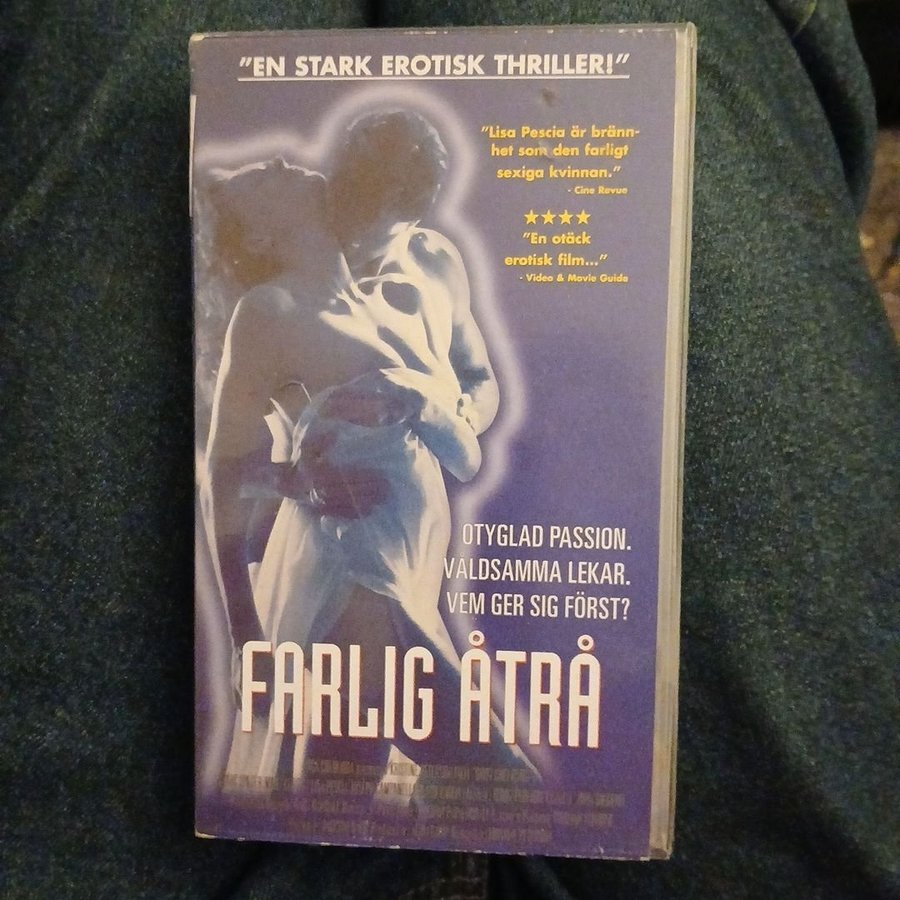 "EN STARK EROTISK THRILLER!"
"Lisa Pescia är bränn-
het som den farligt
sexiga kvinnan."
- Cine Revue
★★★★
"En otäck
erotisk film..."
- Video & Movie Guide
OTYGLAD PASSION.
VÅLDSAMMA LEKAR.
VEM GER SIG FÖRST?
FARLIG ÅTRÅ